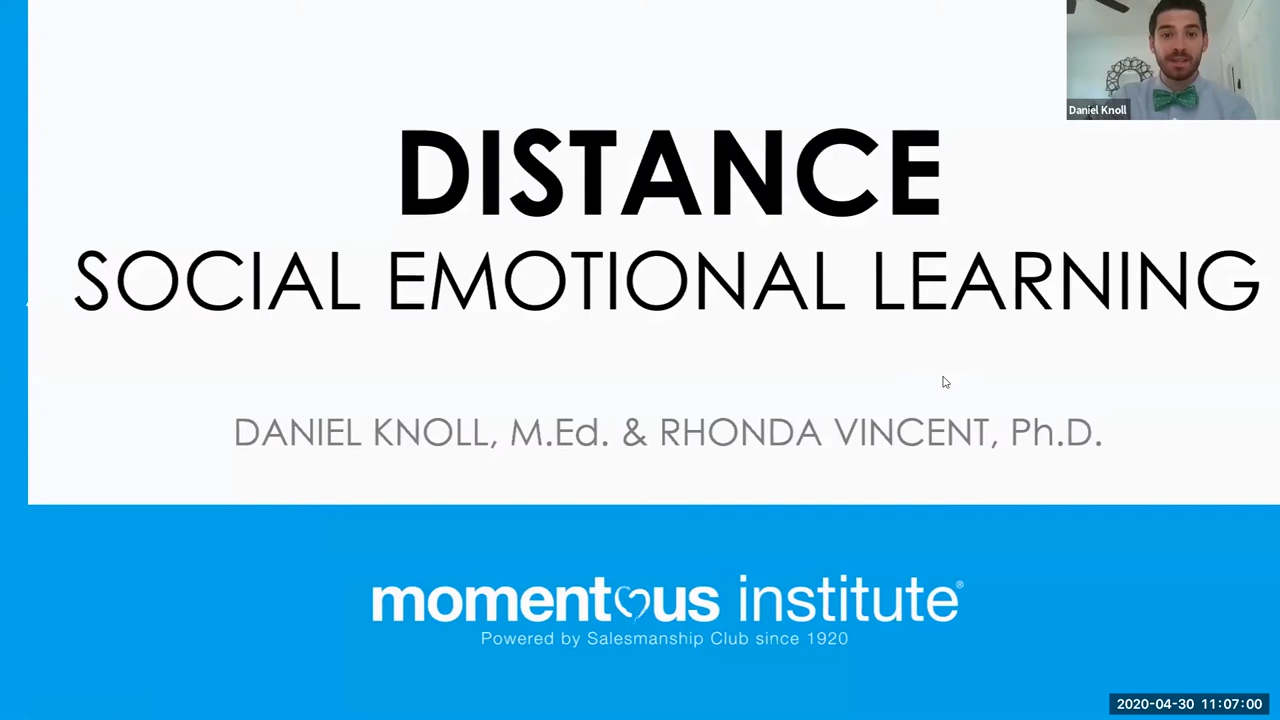 Daniel Knoll
DISTANCE
SOCIAL EMOTIONAL LEARNING
DANIEL KNOLL, M.Ed. & RHONDA VINCENT, Ph.D.
momentous institute®
Powered by Salesmanship Club since 1920
2020-04-30 11:07:00